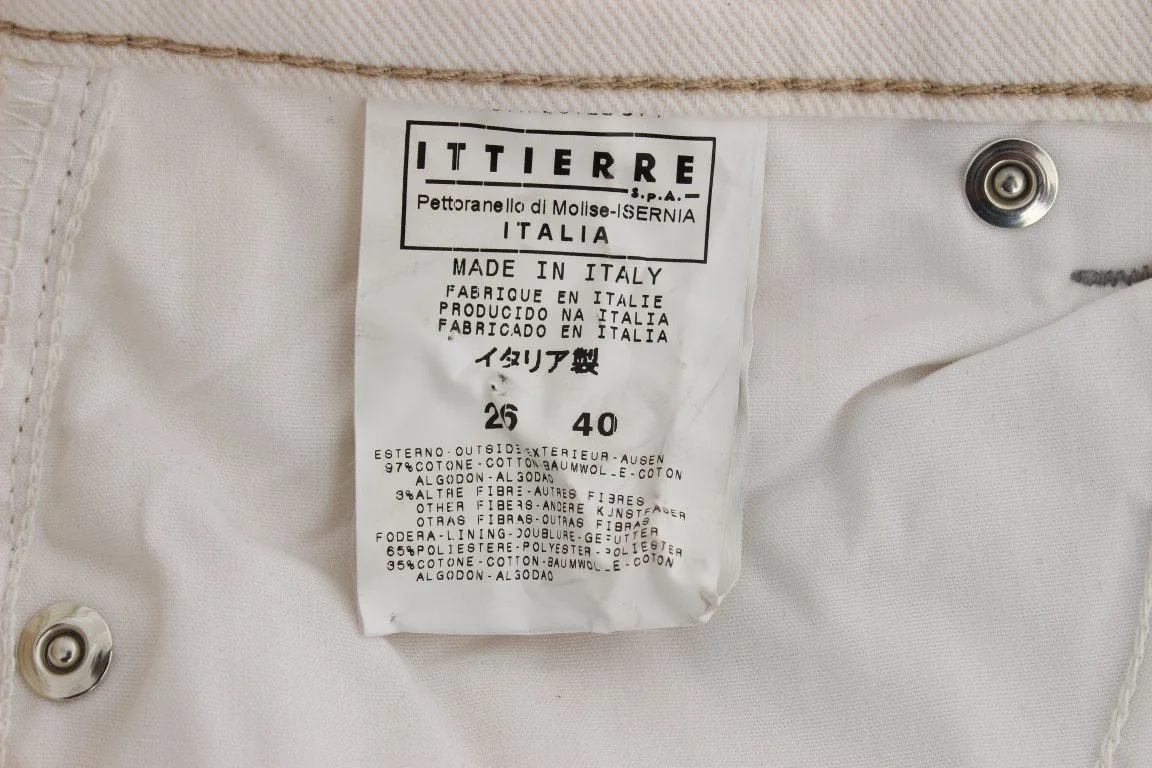 ITTIERRE
S.p.A.
Pettoranello di Molise-ISERNIA
ITALIA
MADE IN ITALY
FABRIQUE EN ITALIE
PRODUCIDO NA ITALIA
FABRICADO EN ITALIA
イタリア製
26 40
ESTERNO-OUTSIDE-EXTERIEUR-AUSEN
97%COTONE-COTTON-BAUMWOLLE-COTON
ALGODON-ALGODAO
3%ALTRE FIBRE-AUTRES FIBRES
OTHER FIBERS-ANDERE KUNSTFASER
OTRAS FIBRAS-OUTRAS FIBRAS
FODERA-LINING-DOUBLURE-GEFUTTER
65%POLIESTERE-POLYESTER-POLIESTER
35%COTONE-COTTON-BAUMWOLLE-COTON
ALGODON-ALGODAO